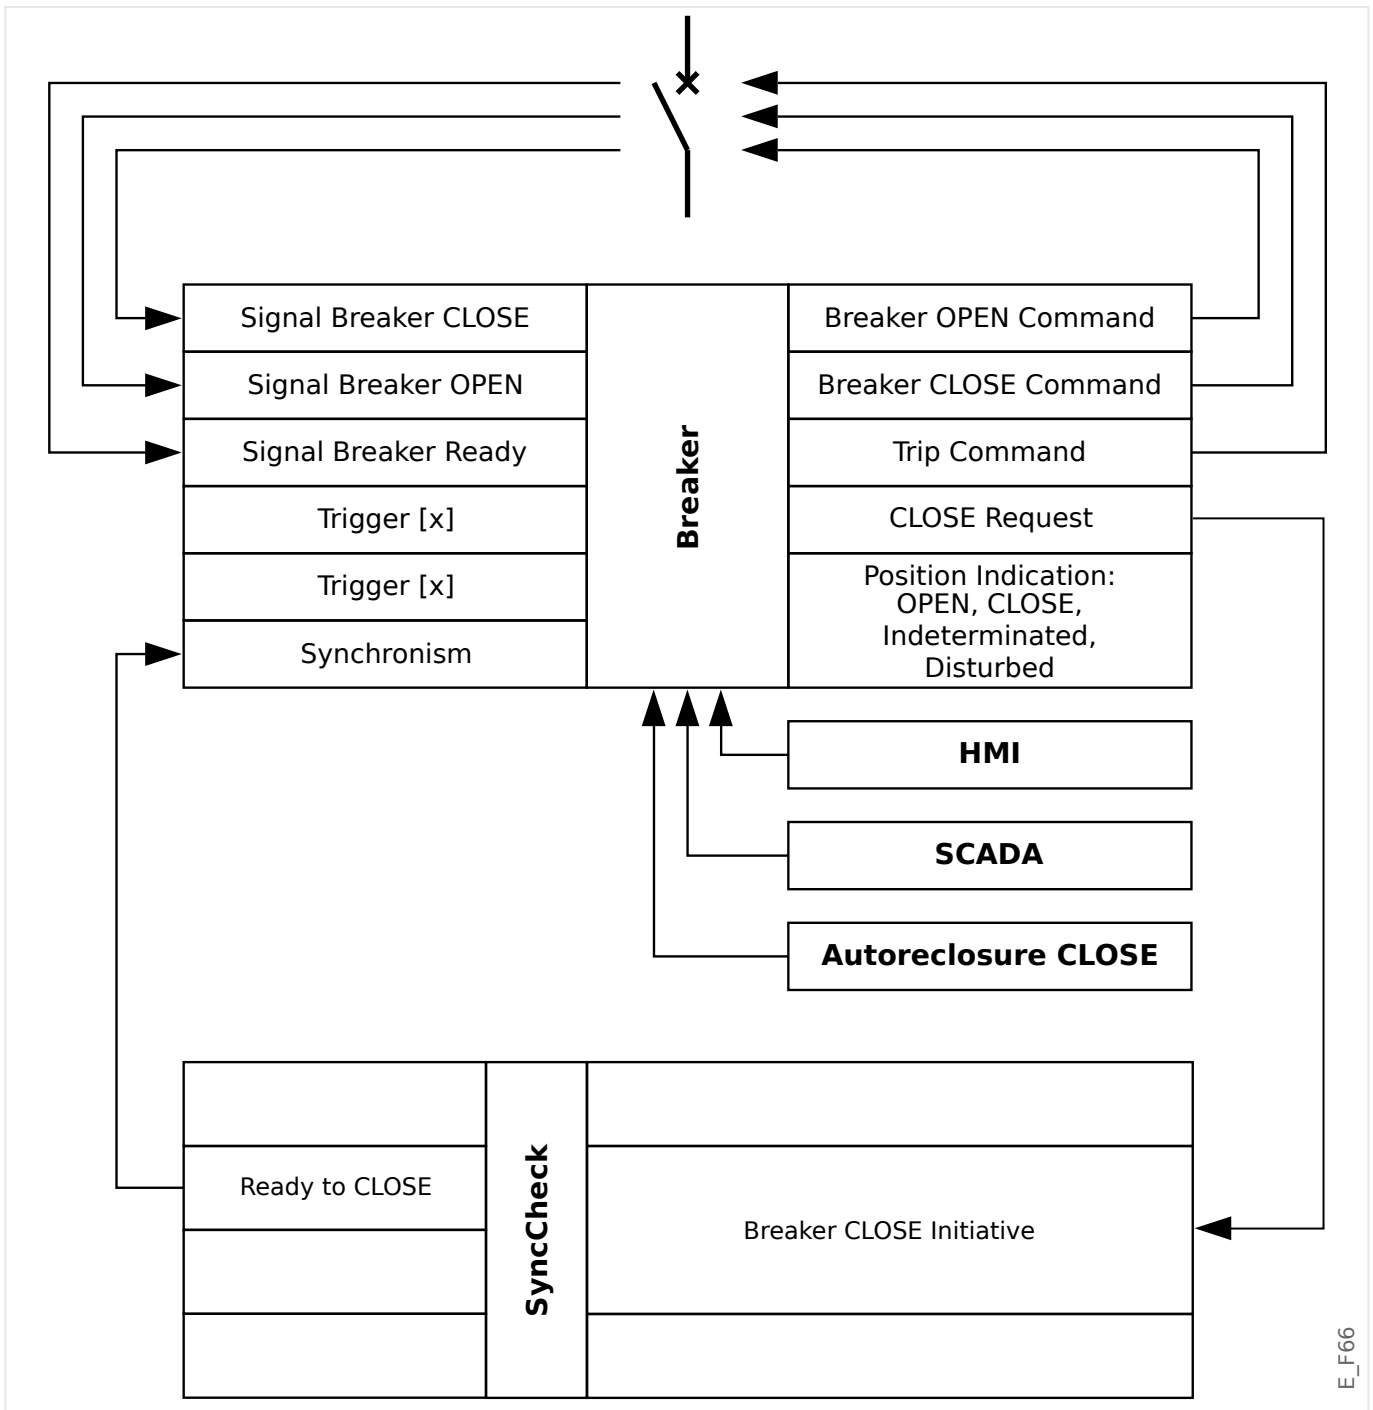 Signal Breaker CLOSE
Signal Breaker OPEN
Signal Breaker Ready
Trigger [x]
Trigger [x]
Synchronism
Breaker
Breaker OPEN Command
Breaker CLOSE Command
Trip Command
CLOSE Request
Position Indication:
OPEN, CLOSE,
Indeterminated,
Disturbed
HMI
SCADA
Autoreclosure CLOSE
Ready to CLOSE
SyncCheck
Breaker CLOSE Initiative
E_F66